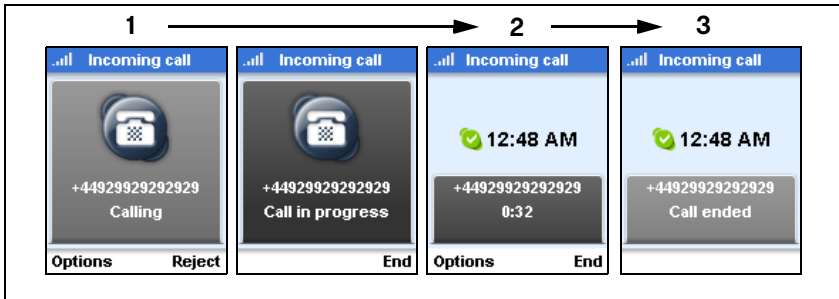 1 2 3
Incoming call
+44929929292929
Calling
Options Reject
Incoming call
+44929929292929
Call in progress
End
Incoming call
12:48 AM
+44929929292929
0:32
Options End
Incoming call
12:48 AM
+44929929292929
Call ended